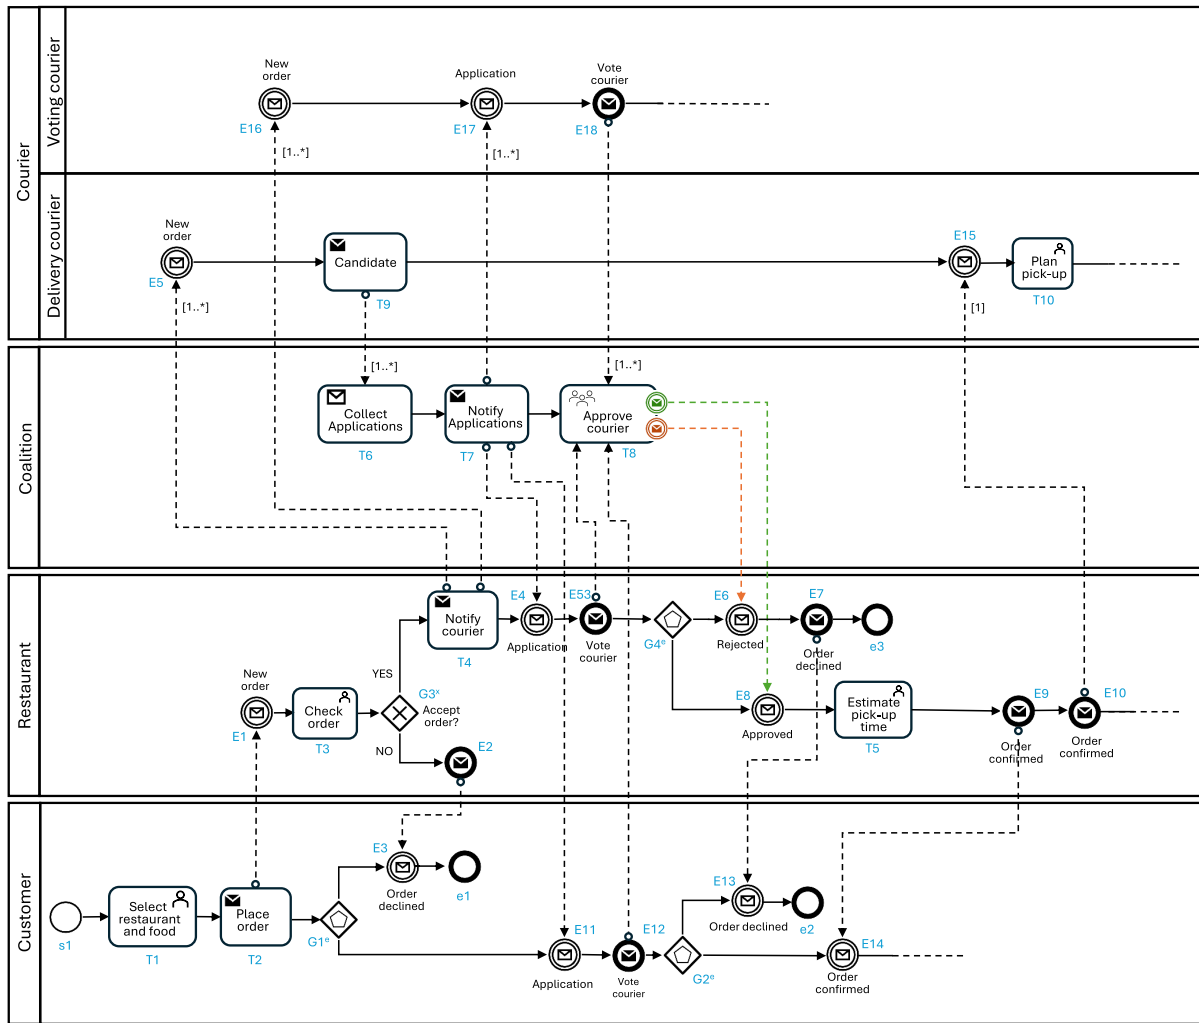 Courier
Voting courier
New
order
E16
[1..*]
Application
E17
[1..*]
Vote
courier
E18
Delivery courier
New
order
E5
[1..*]
Candidate
T9
E15
[1]
Plan
pick-up
T10
Coalition
[1..*]
Collect
Applications
T6
Notify
Applications
T7
[1..*]
Approve
courier
T8
Restaurant
New
order
E1
Check
order
T3
YES
NO
G3x
Accept
order?
E2
Notify
courier
T4
E4
Application
E53
Vote
courier
G4e
E6
Rejected
E7
Order
declined
e3
E8
Approved
Estimate
pick-up
time
T5
E9
Order
confirmed
E10
Order
confirmed
Customer
s1
Select
restaurant
and food
T1
Place
order
T2
G1e
E3
Order
declined
e1
E11
Application
E12
Vote
courier
G2e
E13
Order declined
e2
E14
Order
confirmed